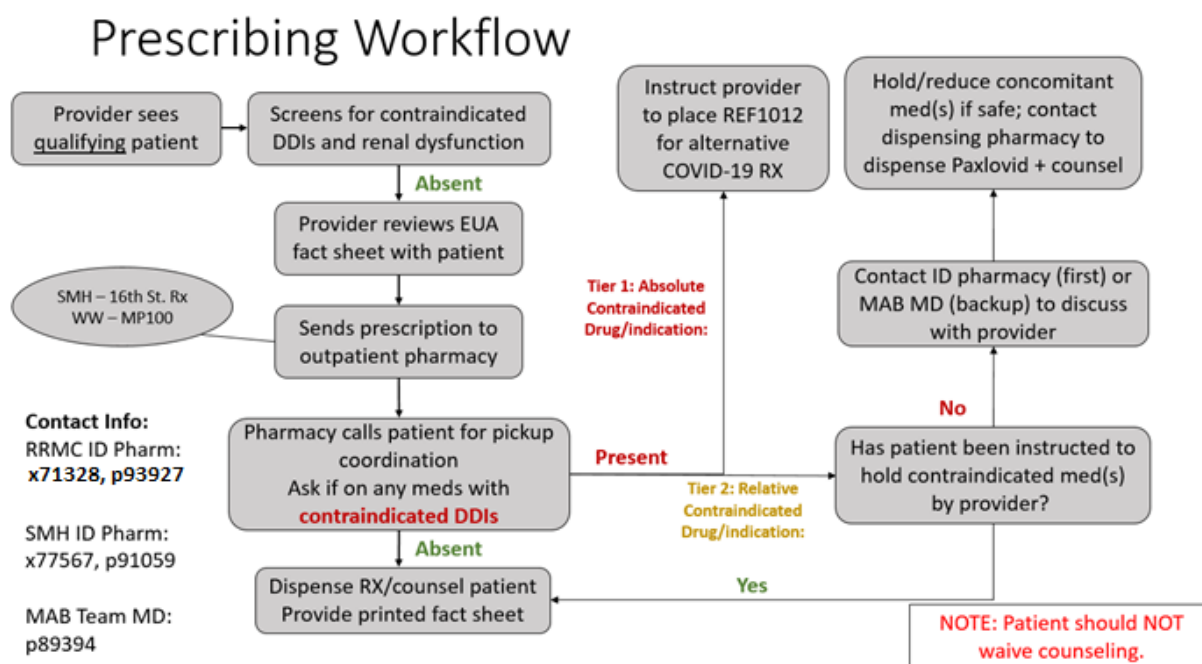 Prescribing Workflow
Provider sees
qualifying patient
Screens for contraindicated
DDIs and renal dysfunction
Absent
Provider reviews EUA
fact sheet with patient
SMH – 16th St. Rx
WW – MP100
Sends prescription to
outpatient pharmacy
Contact Info:
RRMC ID Pharm:
x71328, p93927
SMH ID Pharm:
x77567, p91059
MAB Team MD:
p89394
Pharmacy calls patient for pickup
coordination
Ask if on any meds with
contraindicated DDIs
Absent
Dispense RX/counsel patient
Provide printed fact sheet
Present
Tier 1: Absolute
Contraindicated
Drug/indication:
Instruct provider
to place REF1012
for alternative
COVID-19 RX
Tier 2: Relative
Contraindicated
Drug/indication:
Has patient been instructed to
hold contraindicated med(s)
by provider?
No
Contact ID pharmacy (first) or
MAB MD (backup) to discuss
with provider
Hold/reduce concomitant
med(s) if safe; contact
dispensing pharmacy to
dispense Paxlovid + counsel
Yes
NOTE: Patient should NOT
waive counseling.